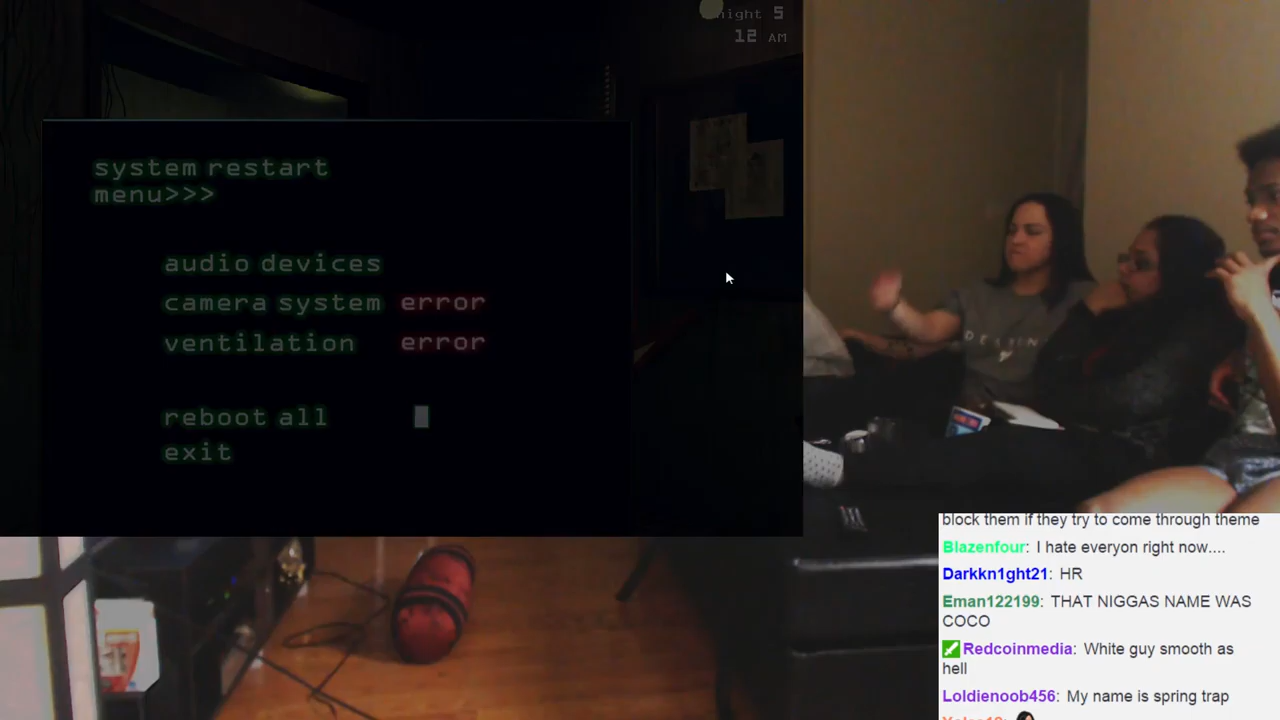 night 5
12 AM
system restart
menu>>>
audio devices
camera system error
ventilation error
reboot all
exit
block them if they try to come through theme
Blazenfour: I hate everyon right now....
Darkkn1ght21: HR
Eman122199: THAT NIGGAS NAME WAS
COCO
Redcoinmedia: White guy smooth as
hell
Loldienoob456: My name is spring trap